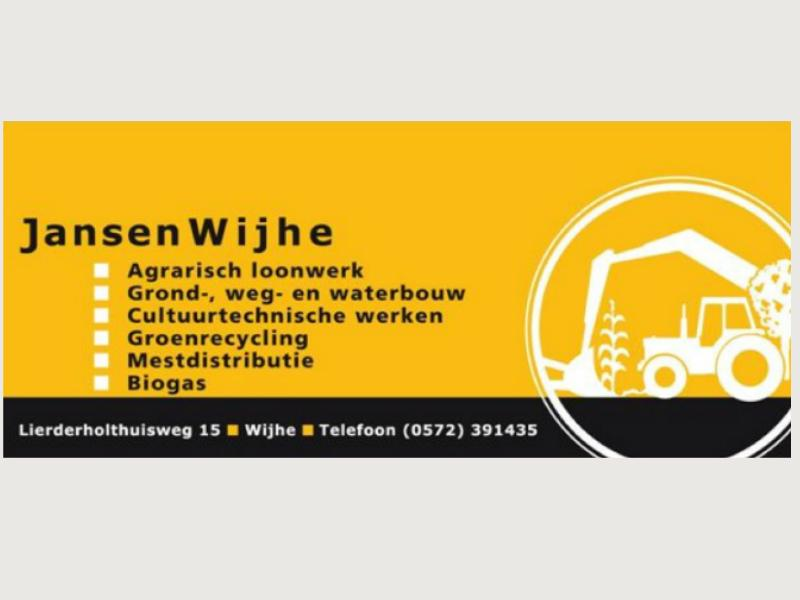 JansenWijhe
Agrarisch loonwerk
Grond-, weg- en waterbouw
Cultuurtechnische werken
Groenrecycling
Mestdistributie
Biogas
Lierderholthuisweg 15 ■ Wijhe ■ Telefoon (0572) 391435